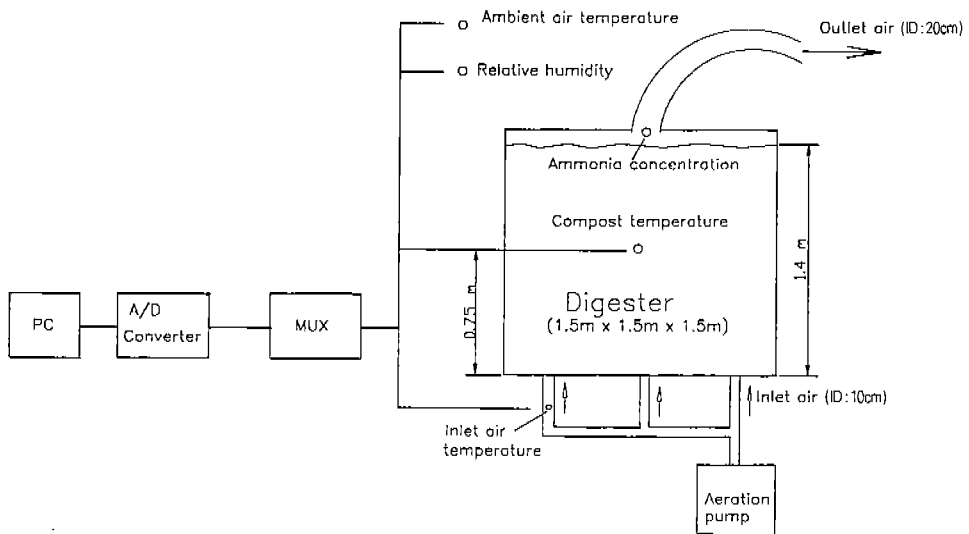 Ambient air temperature
Outlet air (ID:20cm)
Relative humidity
Ammonia concentration
Compost temperature
1.4 m
0.75 m
Digester
(1.5m x 1.5m x 1.5m)
PC
A/D
Converter
MUX
Inlet air (ID:10cm)
Inlet air
temperature
Aeration
pump